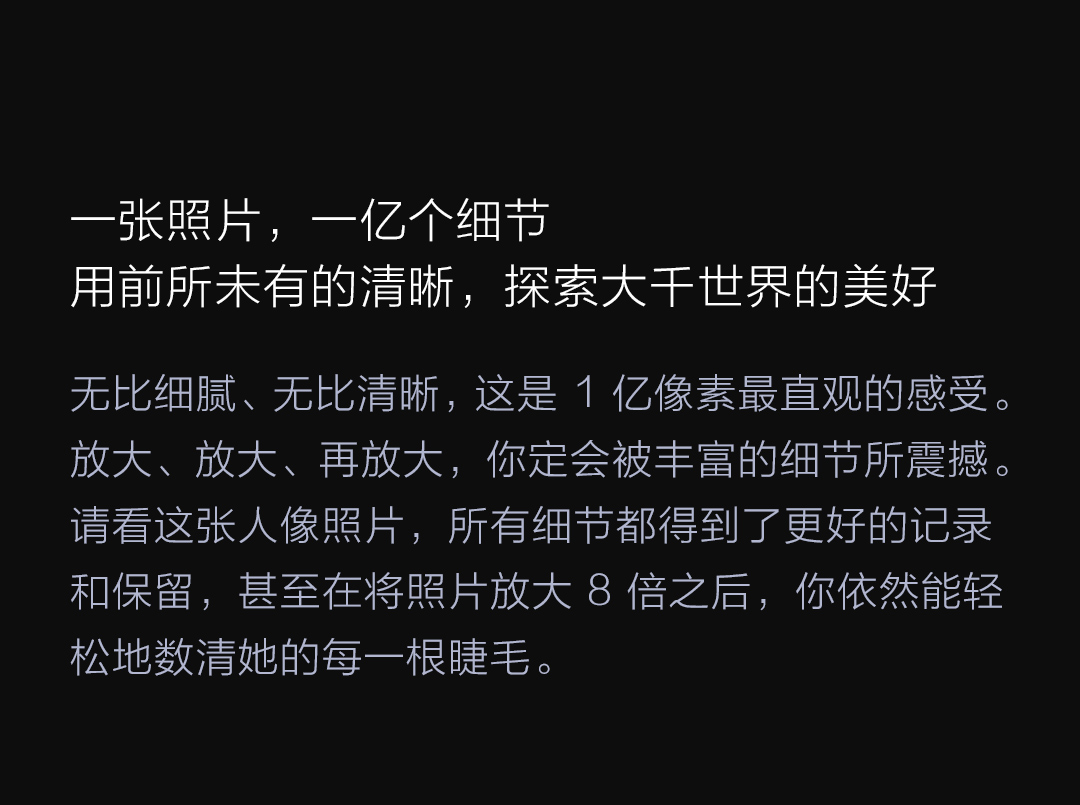 一张照片，一亿个细节
用前所未有的清晰，探索大千世界的美好
无比细腻、无比清晰，这是 1 亿像素最直观的感受。
放大、放大、再放大，你定会被丰富的细节所震撼。
请看这张人像照片，所有细节都得到了更好的记录
和保留，甚至在将照片放大 8 倍之后，你依然能轻
松地数清她的每一根睫毛。